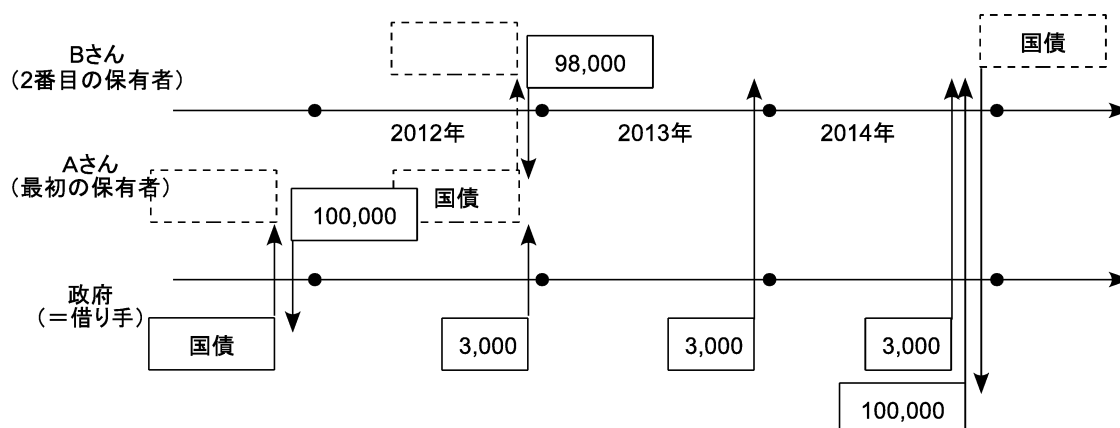 Bさん
（2番目の保有者）
国債
98,000
2012年
2013年
2014年
Aさん
（最初の保有者）
国債
100,000
政府
（＝借り手）
国債
3,000
3,000
3,000
100,000